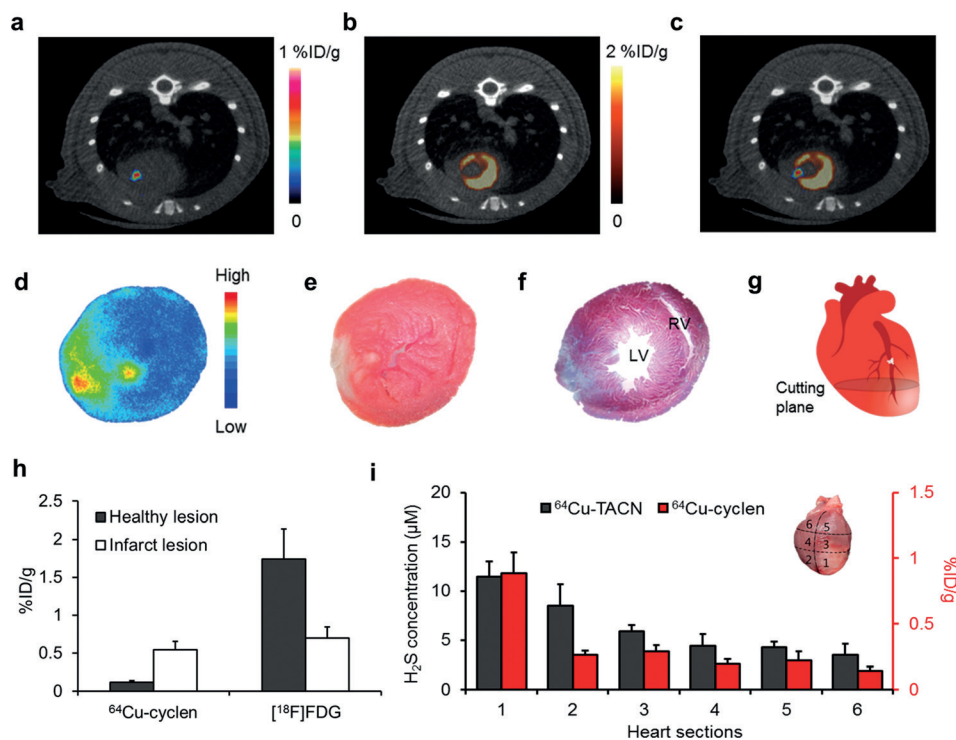 a
1 %ID/g
0
b
2 %ID/g
0
c
d
High
Low
e
f
LV
RV
g
Cutting
plane
h
%ID/g
2.5
2
1.5
1
0.5
0
Healthy lesion
Infarct lesion
⁶⁴Cu-cyclen
[¹⁸F]FDG
i
H₂S concentration (µM)
20
15
10
5
0
⁶⁴Cu-TACN
⁶⁴Cu-cyclen
6 5
4 3
2 1
1.5
1
0.5
0
%ID/g
1 2 3 4 5 6
Heart sections